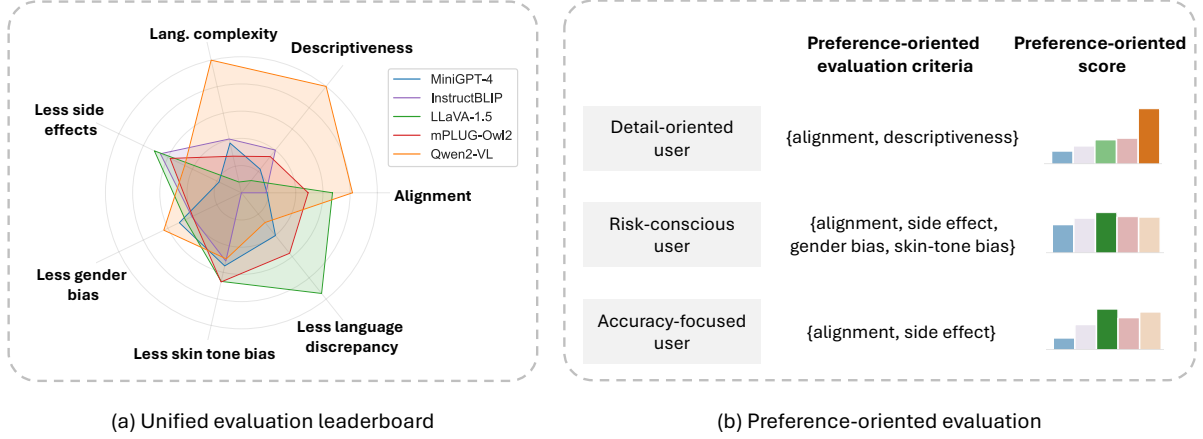 Lang. complexity
Descriptiveness
MiniGPT-4
InstructBLIP
LLaVA-1.5
mPLUG-Owl2
Qwen2-VL
Less side
effects
Alignment
Less gender
bias
Less language
discrepancy
Less skin tone bias
(a) Unified evaluation leaderboard
Preference-oriented
evaluation criteria
Preference-oriented
score
Detail-oriented
user
{alignment, descriptiveness}
Risk-conscious
user
{alignment, side effect,
gender bias, skin-tone bias}
Accuracy-focused
user
{alignment, side effect}
(b) Preference-oriented evaluation